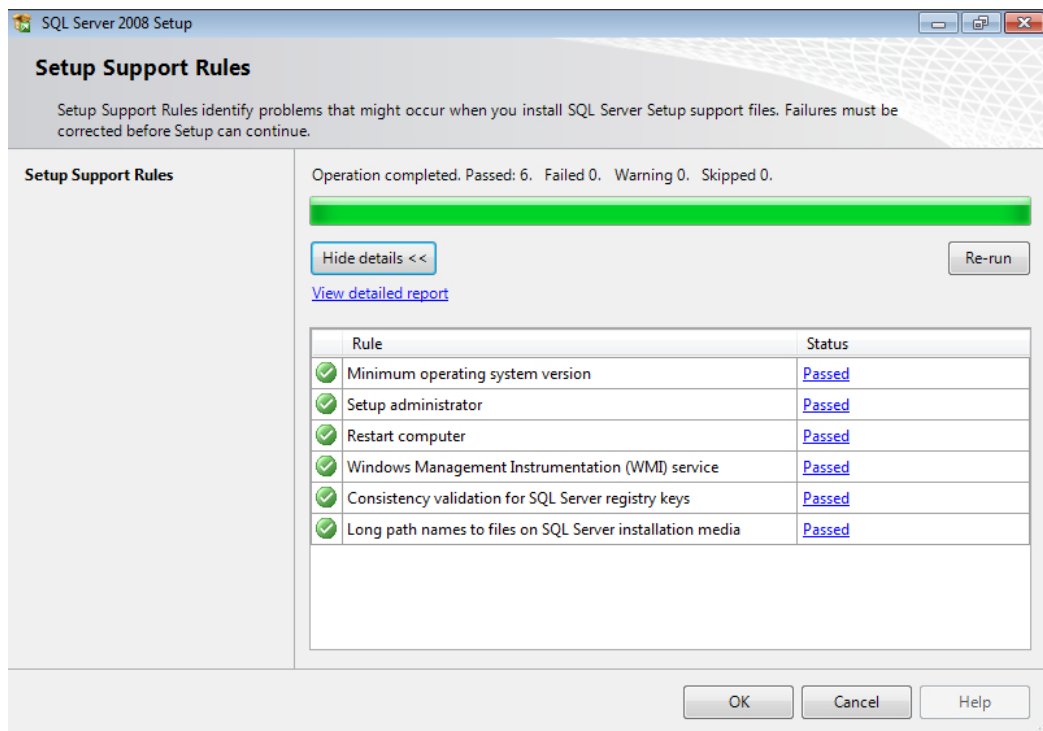 SQL Server 2008 Setup
Setup Support Rules
Setup Support Rules identify problems that might occur when you install SQL Server Setup support files. Failures must be
corrected before Setup can continue.
Setup Support Rules
Operation completed. Passed: 6.   Failed 0.   Warning 0.   Skipped 0.
Hide details <<
Re-run
View detailed report
Rule Status
Minimum operating system version Passed
Setup administrator Passed
Restart computer Passed
Windows Management Instrumentation (WMI) service Passed
Consistency validation for SQL Server registry keys Passed
Long path names to files on SQL Server installation media Passed
OK Cancel Help